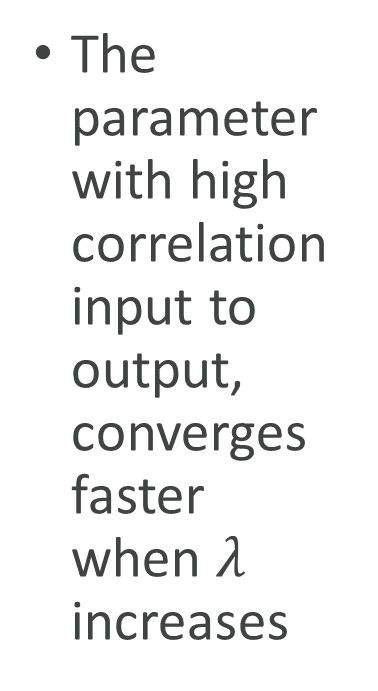 • The
parameter
with high
correlation
input to
output,
converges
faster
when λ
increases